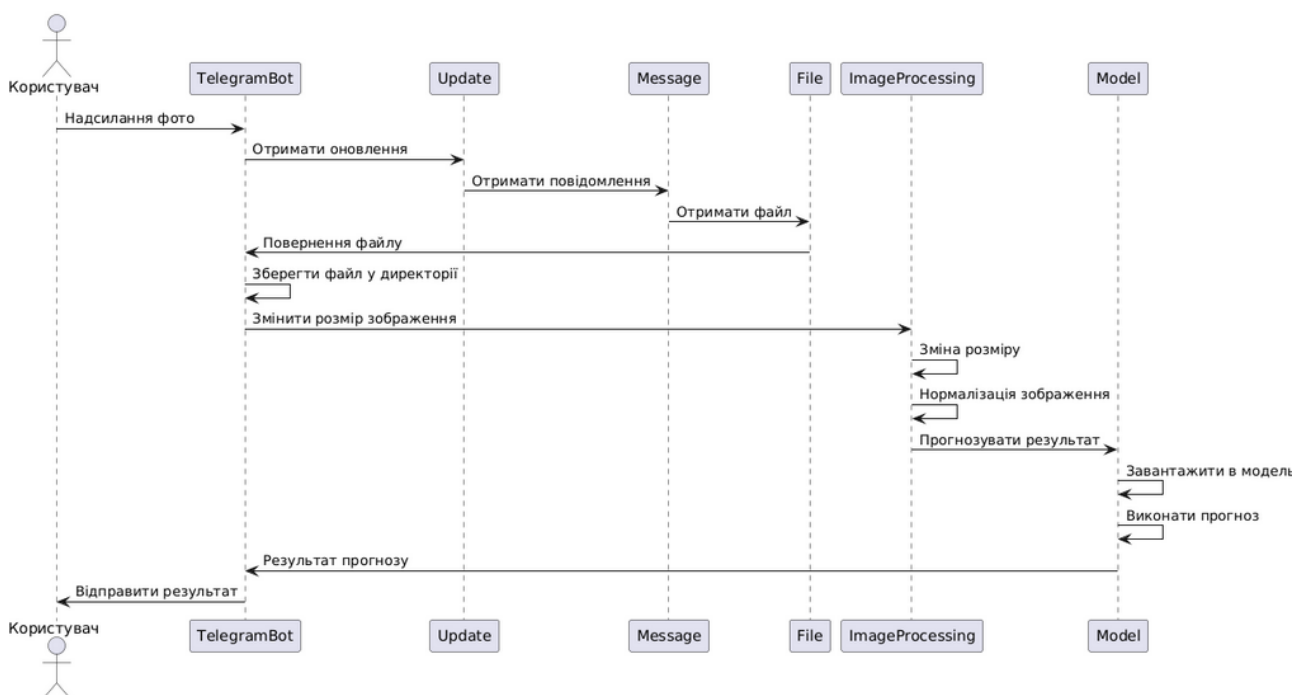 Користувач
TelegramBot
Update
Message
File
ImageProcessing
Model
Надсилання фото
Отримати оновлення
Отримати повідомлення
Отримати файл
Повернення файлу
Зберегти файл у директорії
Змінити розмір зображення
Зміна розміру
Нормалізація зображення
Прогнозувати результат
Завантажити в модель
Виконати прогноз
Результат прогнозу
Відправити результат
Користувач
TelegramBot
Update
Message
File
ImageProcessing
Model